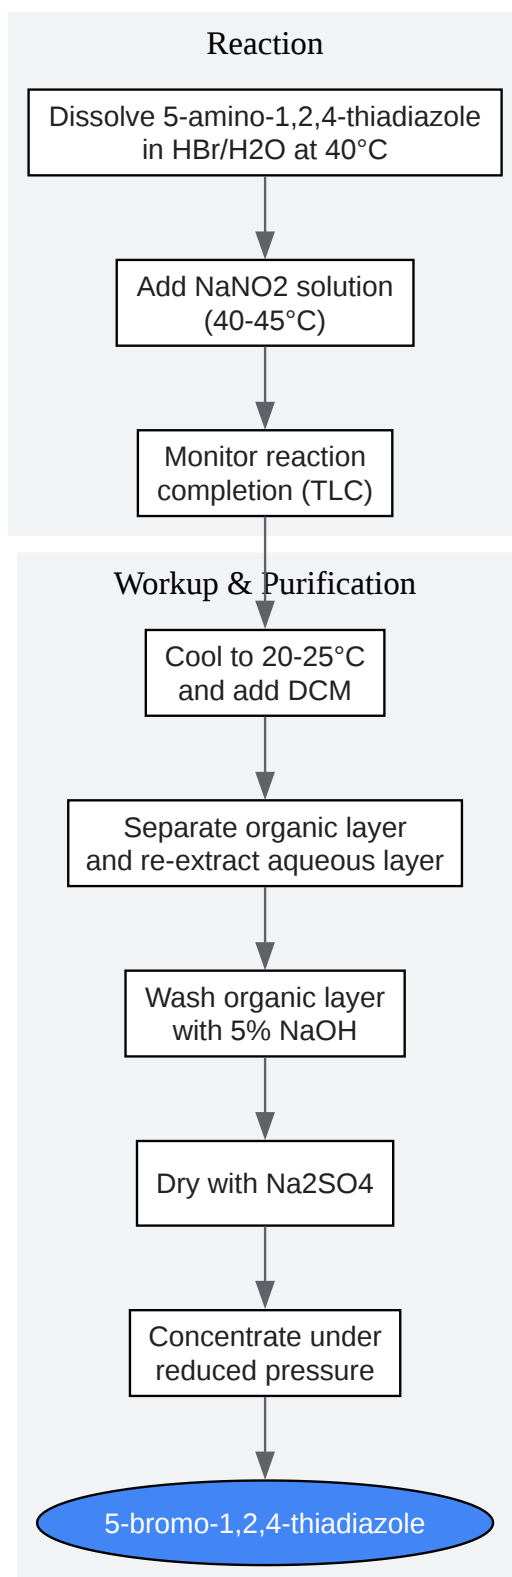 Reaction
Dissolve 5-amino-1,2,4-thiadiazole
in HBr/H2O at 40°C
Add NaNO2 solution
(40-45°C)
Monitor reaction
completion (TLC)
Workup & Purification
Cool to 20-25°C
and add DCM
Separate organic layer
and re-extract aqueous layer
Wash organic layer
with 5% NaOH
Dry with Na2SO4
Concentrate under
reduced pressure
5-bromo-1,2,4-thiadiazole